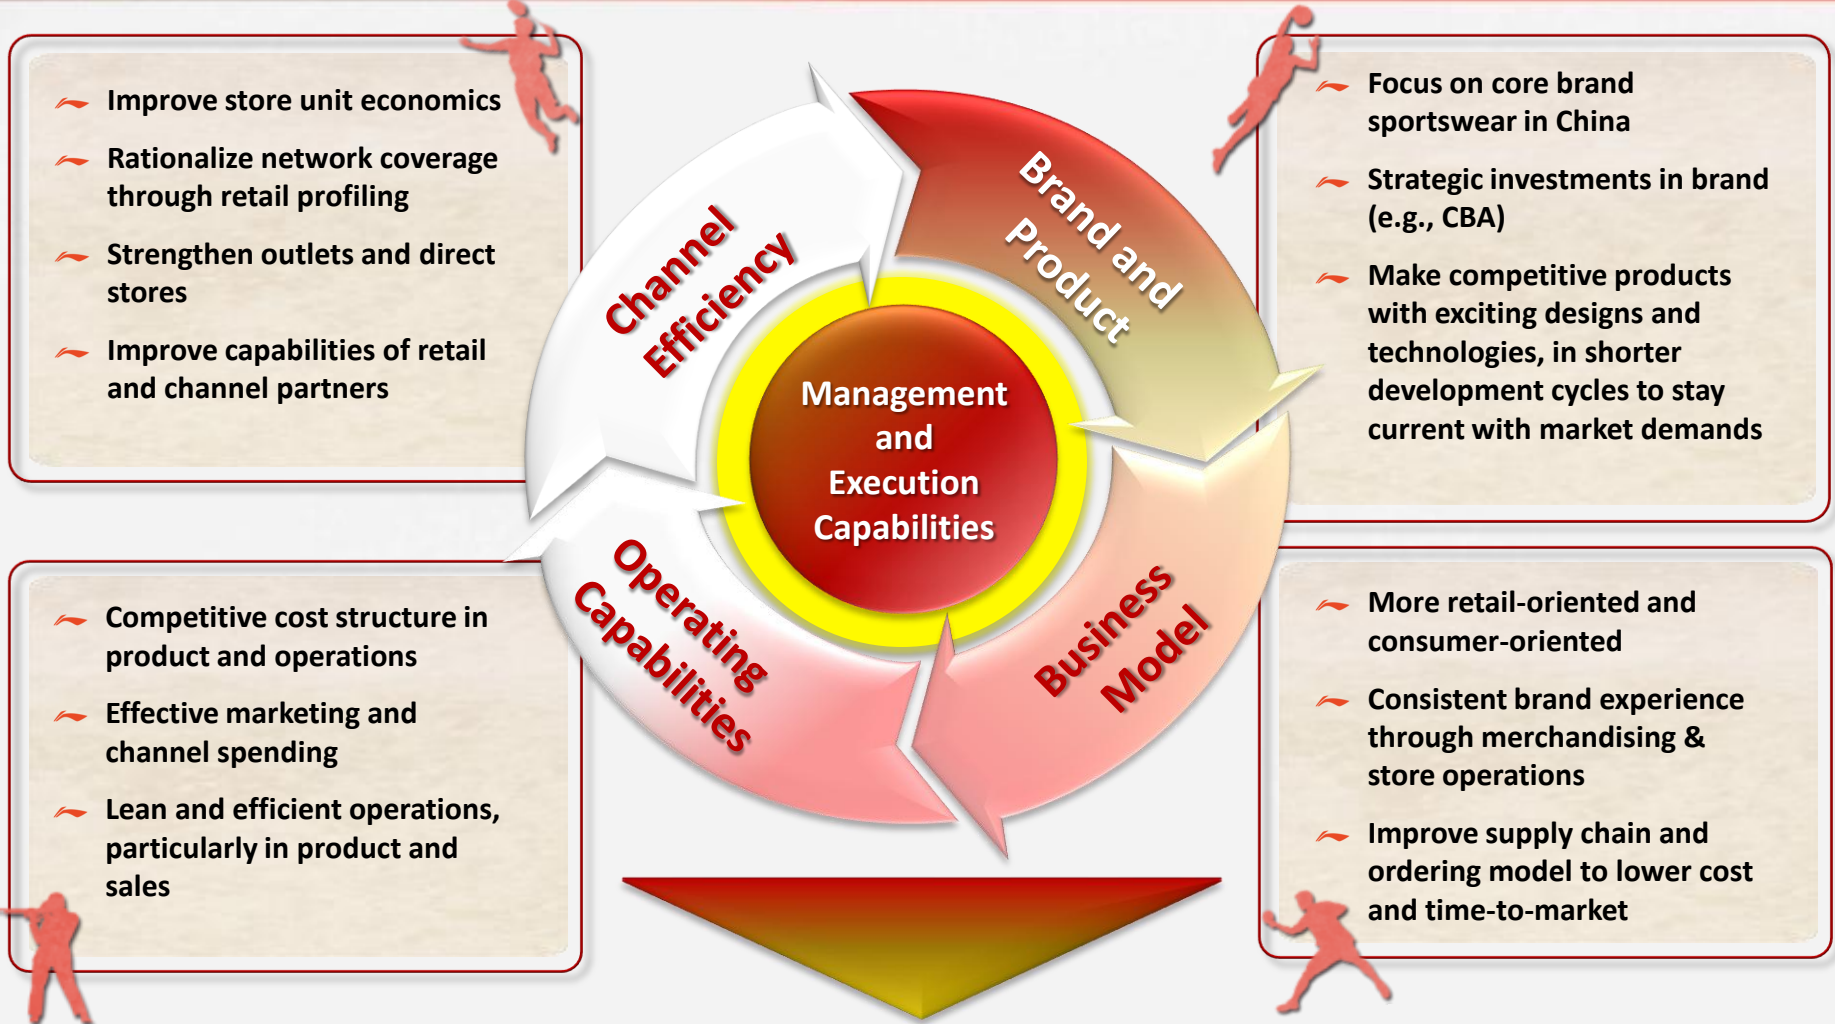 Improve store unit economics
Rationalize network coverage
through retail profiling
Strengthen outlets and direct
stores
Improve capabilities of retail
and channel partners
Channel
Efficiency
Brand and
Product
Focus on core brand
sportswear in China
Strategic investments in brand
(e.g., CBA)
Make competitive products
with exciting designs and
technologies, in shorter
development cycles to stay
current with market demands
Management
and
Execution
Capabilities
Competitive cost structure in
product and operations
Effective marketing and
channel spending
Lean and efficient operations,
particularly in product and
sales
Operating
Capabilities
Business
Model
More retail-oriented and
consumer-oriented
Consistent brand experience
through merchandising &
store operations
Improve supply chain and
ordering model to lower cost
and time-to-market